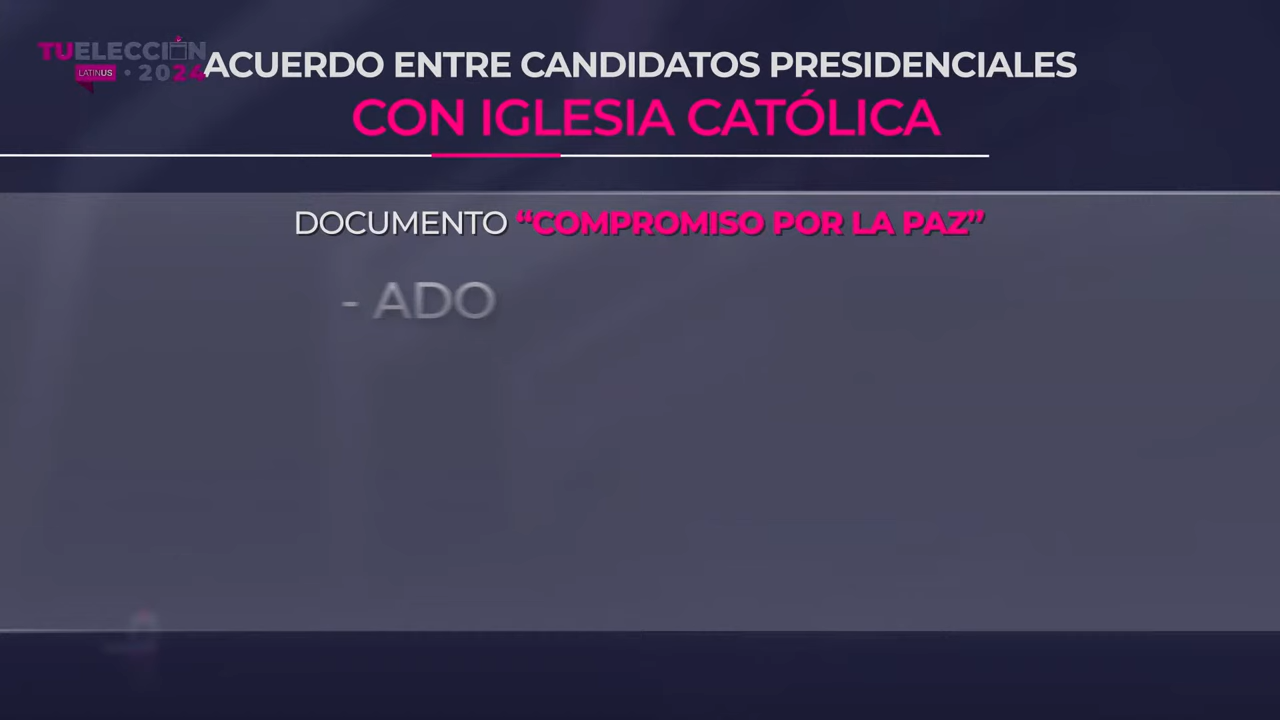 TUELECCIÓN
LATINUS • 2024
ACUERDO ENTRE CANDIDATOS PRESIDENCIALES
CON IGLESIA CATÓLICA
DOCUMENTO “COMPROMISO POR LA PAZ”
- ADO